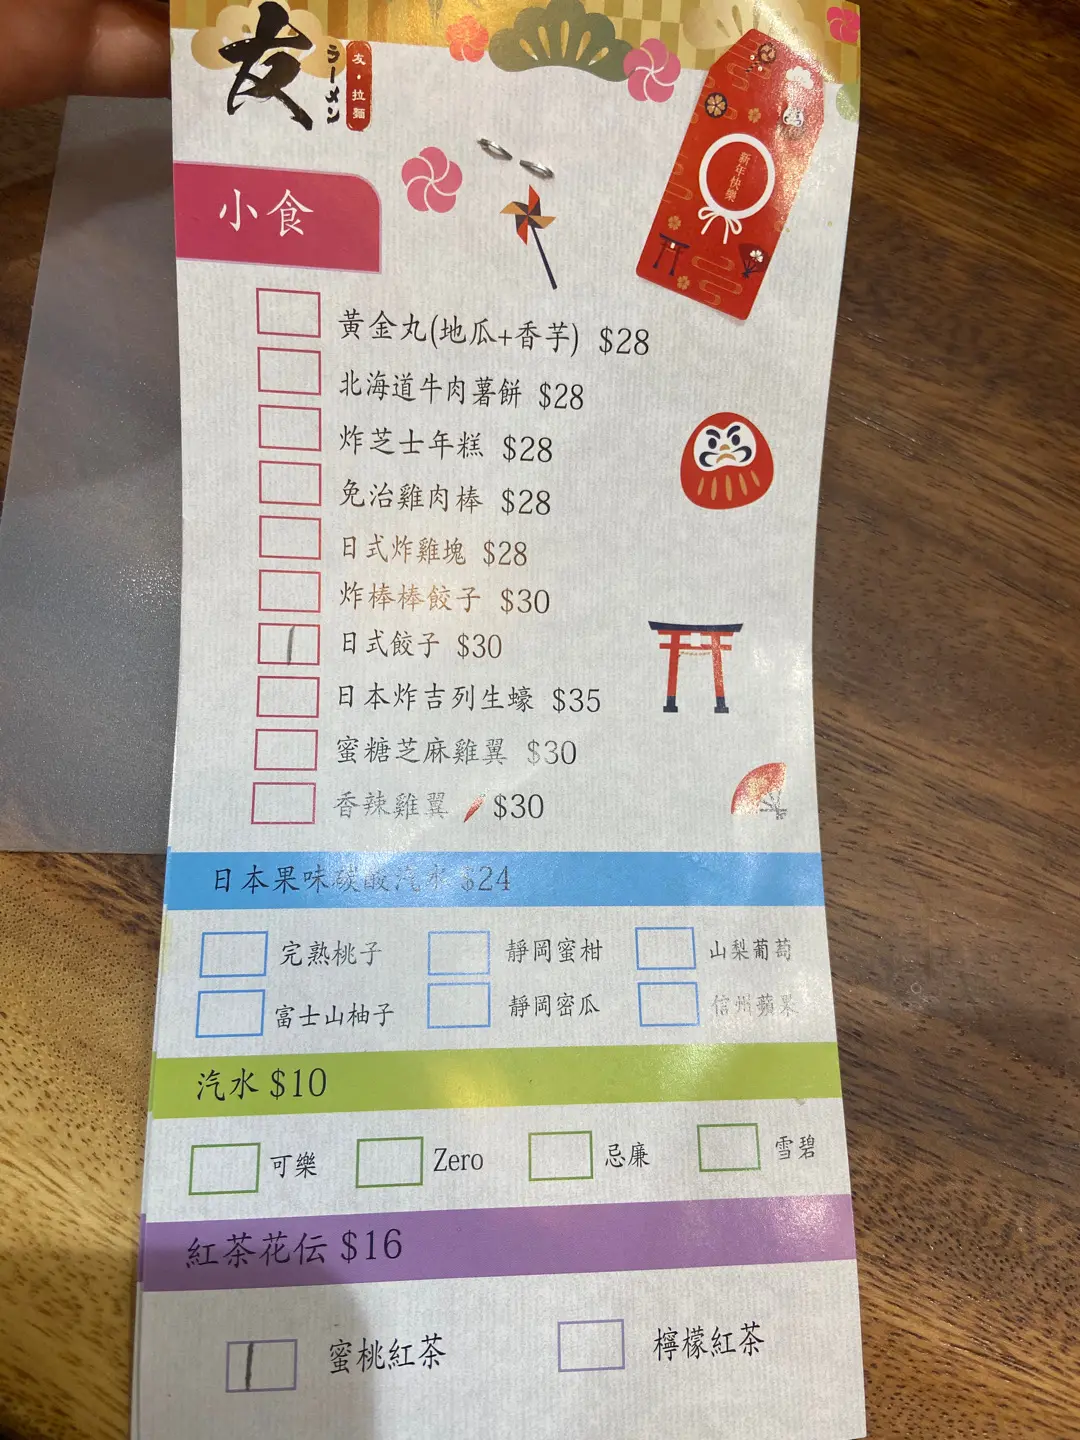 友
ラーメン
友・拉麵
新年快樂
小食
黃金丸(地瓜+香芋) $28
北海道牛肉薯餅 $28
炸芝士年糕 $28
免治雞肉棒 $28
日式炸雞塊 $28
炸棒棒餃子 $30
日式餃子 $30
日本炸吉列生蠔 $35
蜜糖芝麻雞翼 $30
香辣雞翼 $30
日本果味碳酸汽水 $24
完熟桃子 靜岡蜜柑 山梨葡萄
富士山柚子 靜岡密瓜 信州蘋果
汽水 $10
可樂 Zero 忌廉 雪碧
紅茶花伝 $16
蜜桃紅茶 檸檬紅茶